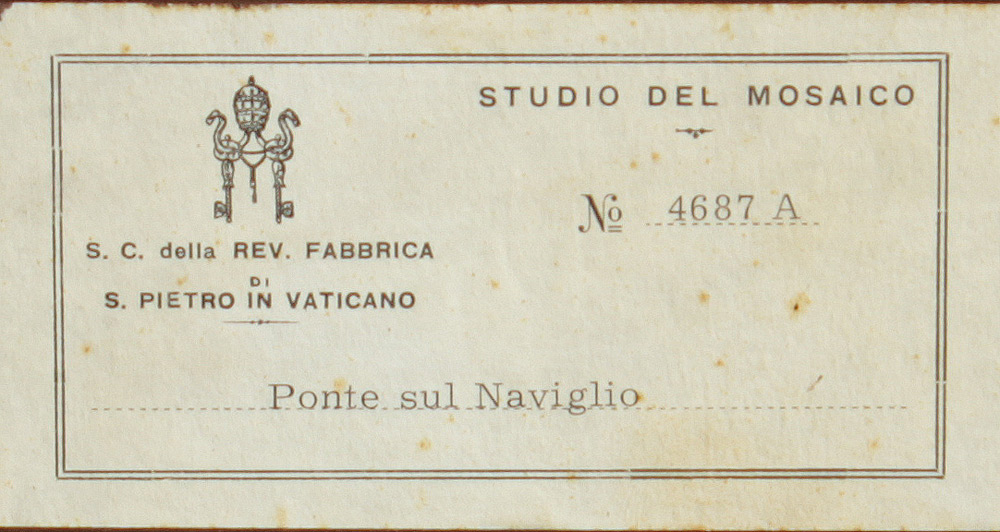 STUDIO DEL MOSAICO
Nº 4687 A
S. C. della REV. FABBRICA
DI
S. PIETRO IN VATICANO
Ponte sul Naviglio